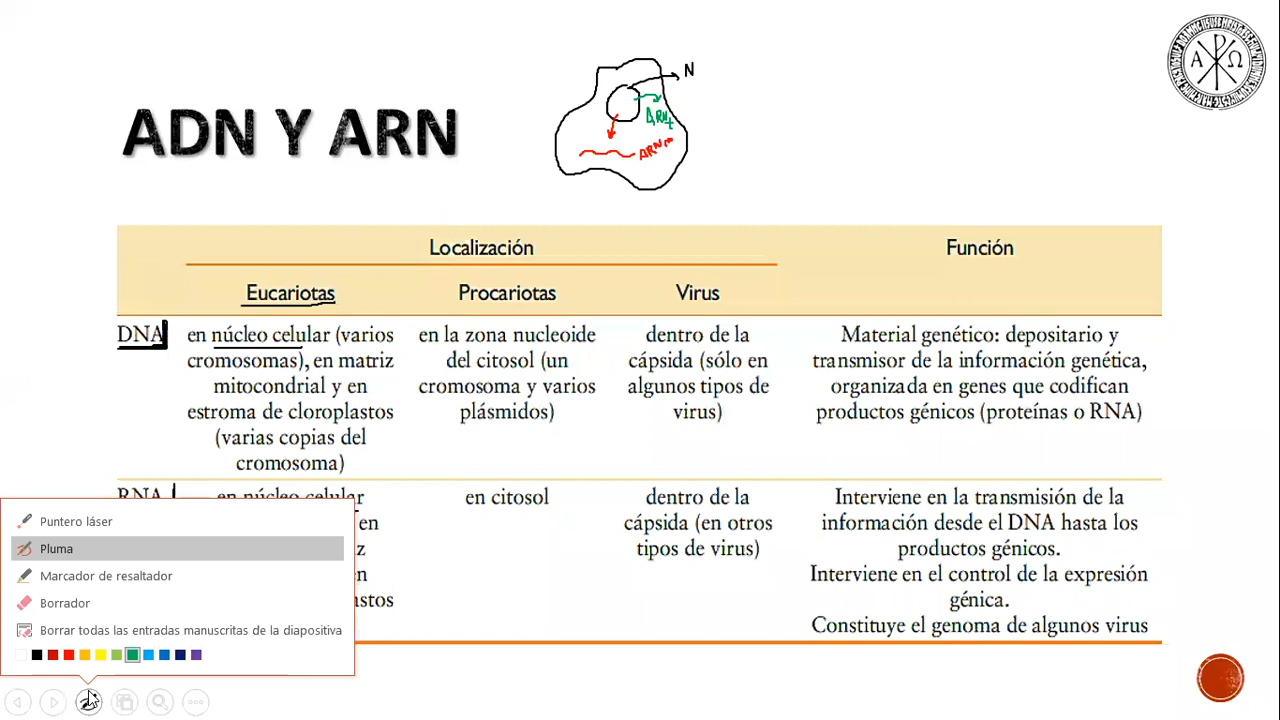 N
ARNt
ARNm
ADN Y ARN
Localización
Función
Eucariotas
Procariotas
Virus
DNA
en núcleo celular (varios
cromosomas), en matriz
mitocondrial y en
estroma de cloroplastos
(varias copias del
cromosoma)
en la zona nucleoide
del citosol (un
cromosoma y varios
plásmidos)
dentro de la
cápsida (sólo en
algunos tipos de
virus)
Material genético: depositario y
transmisor de la información genética,
organizada en genes que codifican
productos génicos (proteínas o RNA)
RNA
en núcleo celular
en
en citosol
dentro de la
cápsida (en otros
tipos de virus)
Interviene en la transmisión de la
información desde el DNA hasta los
productos génicos.
Interviene en el control de la expresión
génica.
Constituye el genoma de algunos virus
Puntero láser
Pluma
Marcador de resaltador
Borrador
Borrar todas las entradas manuscritas de la diapositiva